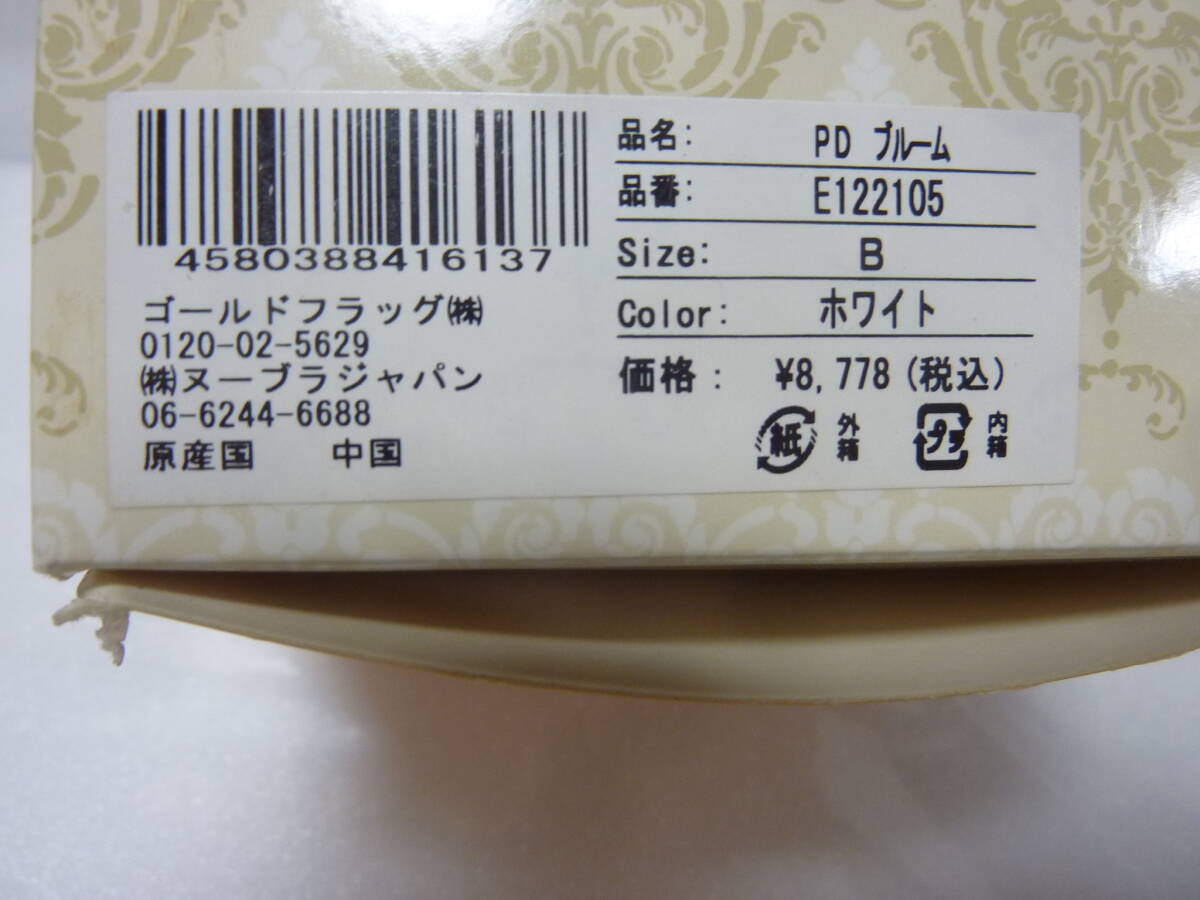 4580388416137
ゴールドフラッグ㈱
0120-02-5629
㈱ヌーブラジャパン
06-6244-6688
原産国 中国
品名: PD ブルーム
品番: E122105
Size: B
Color: ホワイト
価格: ¥8,778(税込)
紙 外箱 プラ 内箱